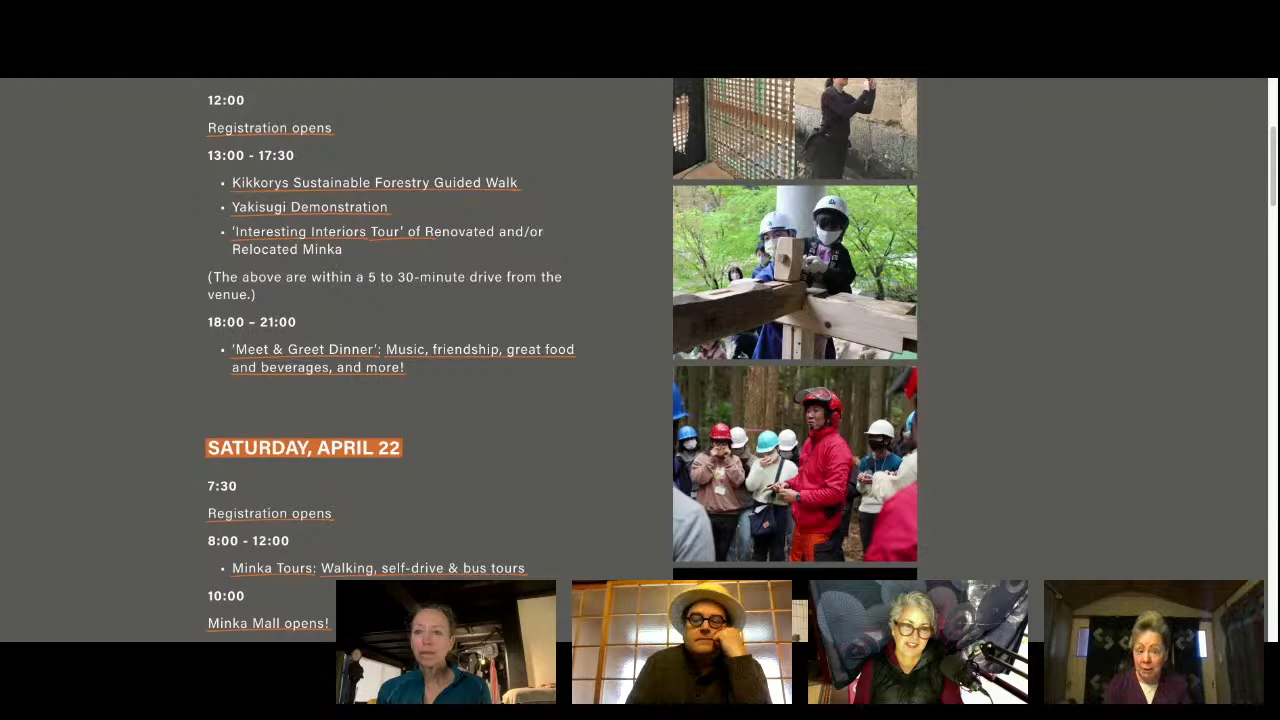 12:00
Registration opens
13:00 - 17:30
• Kikkorys Sustainable Forestry Guided Walk
• Yakisugi Demonstration
• ‘Interesting Interiors Tour’ of Renovated and/or
Relocated Minka
(The above are within a 5 to 30-minute drive from the
venue.)
18:00 – 21:00
• ‘Meet & Greet Dinner’: Music, friendship, great food
and beverages, and more!
SATURDAY, APRIL 22
7:30
Registration opens
8:00 - 12:00
• Minka Tours: Walking, self-drive & bus tours
10:00
Minka Mall opens!